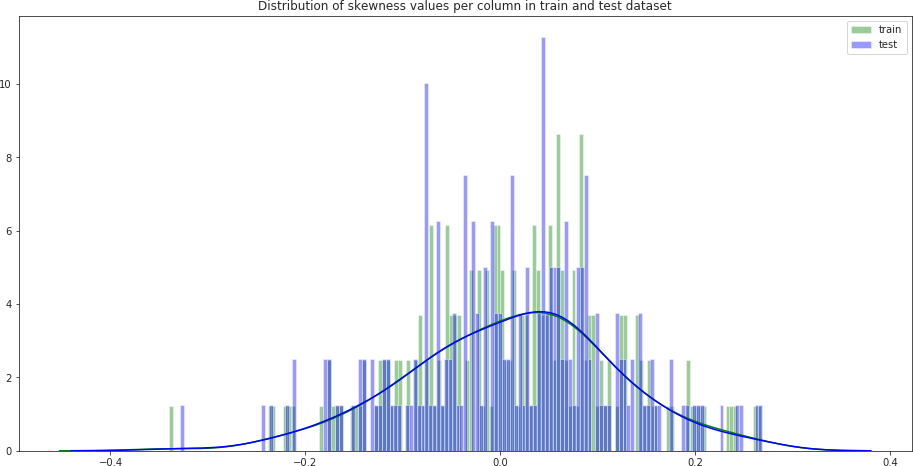 Distribution of skewness values per column in train and test dataset
train
test
10
8
6
4
2
0
−0.4 −0.2 0.0 0.2 0.4